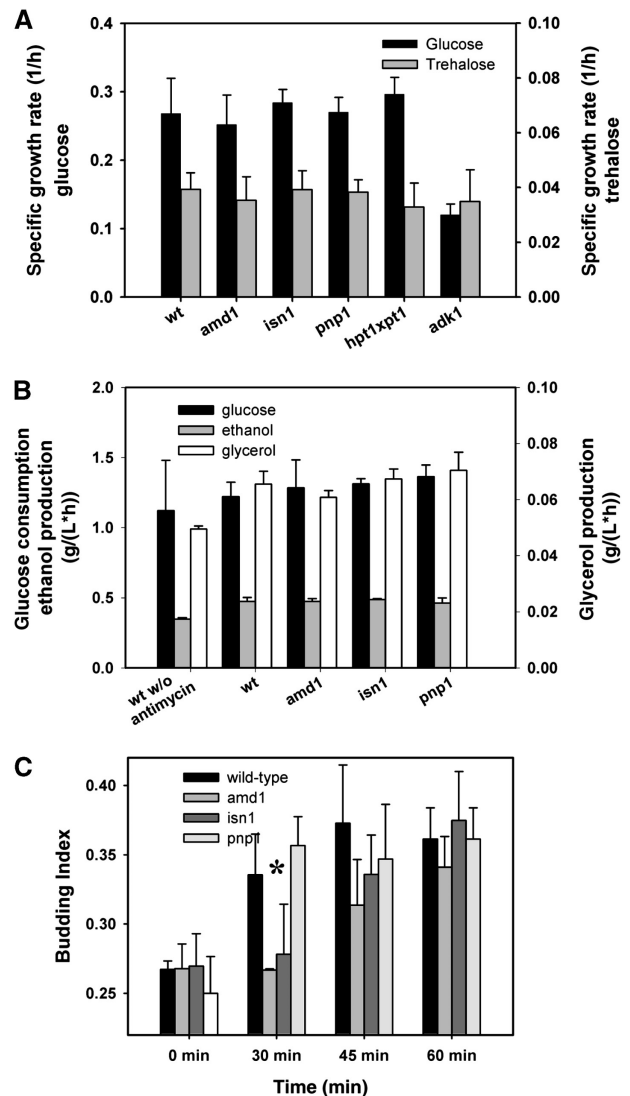 A
Specific growth rate (1/h)
glucose
0.4
0.3
0.2
0.1
0.0
Glucose
Trehalose
0.10
0.08
0.06
0.04
0.02
0.00
Specific growth rate (1/h)
trehalose
wt
amd1
isn1
pnp1
hpt1xpt1
adk1
B
Glucose consumption
ethanol production
(g/(L*h))
2.0
1.5
1.0
0.5
0.0
glucose
ethanol
glycerol
0.10
0.08
0.06
0.04
0.02
0.00
Glycerol production
(g/(L*h))
wt w/o
antimycin
wt
amd1
isn1
pnp1
C
Budding Index
0.40
0.35
0.30
0.25
wild-type
amd1
isn1
pnp1
*
0 min
30 min
45 min
60 min
Time (min)